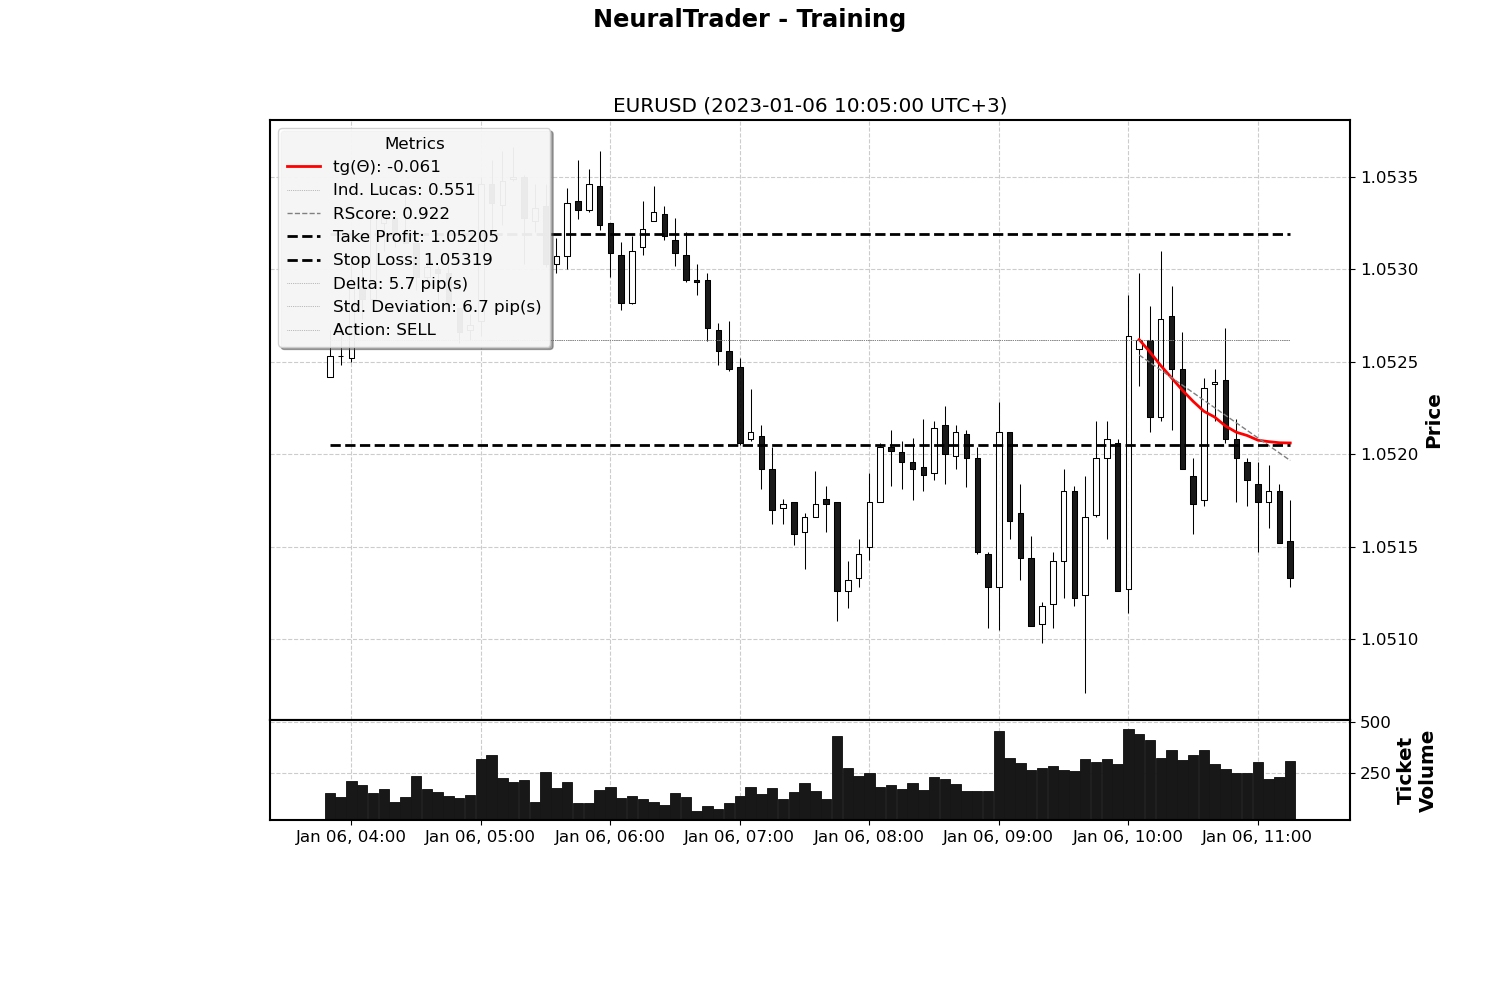 NeuralTrader - Training
EURUSD (2023-01-06 10:05:00 UTC+3)
Metrics
tg(Θ): -0.061
Ind. Lucas: 0.551
RScore: 0.922
Take Profit: 1.05205
Stop Loss: 1.05319
Delta: 5.7 pip(s)
Std. Deviation: 6.7 pip(s)
Action: SELL
1.0535
1.0530
1.0525
1.0520
1.0515
1.0510
Price
500
250
Ticket
Volume
Jan 06, 04:00
Jan 06, 05:00
Jan 06, 06:00
Jan 06, 07:00
Jan 06, 08:00
Jan 06, 09:00
Jan 06, 10:00
Jan 06, 11:00